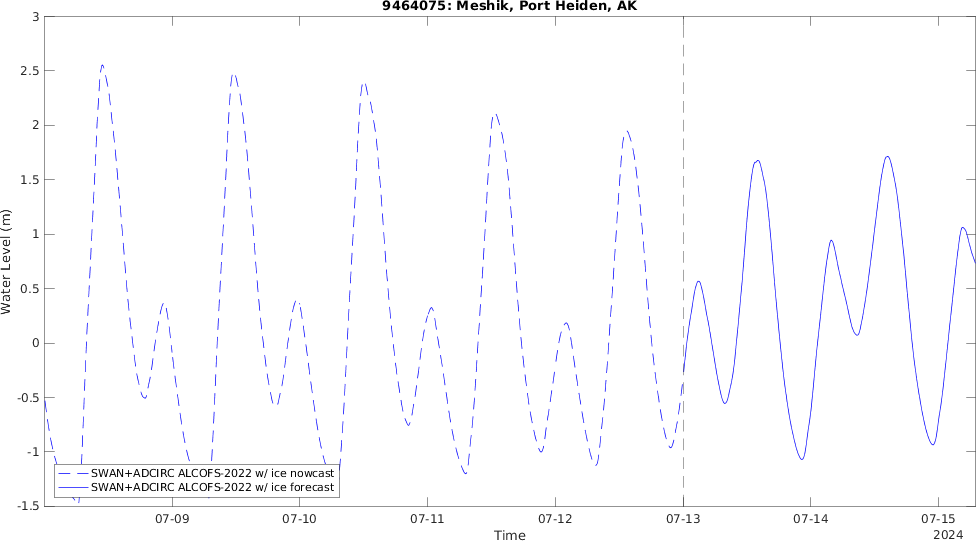 9464075: Meshik, Port Heiden, AK
Water Level (m)
3
2.5
2
1.5
1
0.5
0
-0.5
-1
-1.5
SWAN+ADCIRC ALCOFS-2022 w/ ice nowcast
SWAN+ADCIRC ALCOFS-2022 w/ ice forecast
07-09 07-10 07-11 07-12 07-13 07-14 07-15
Time
2024